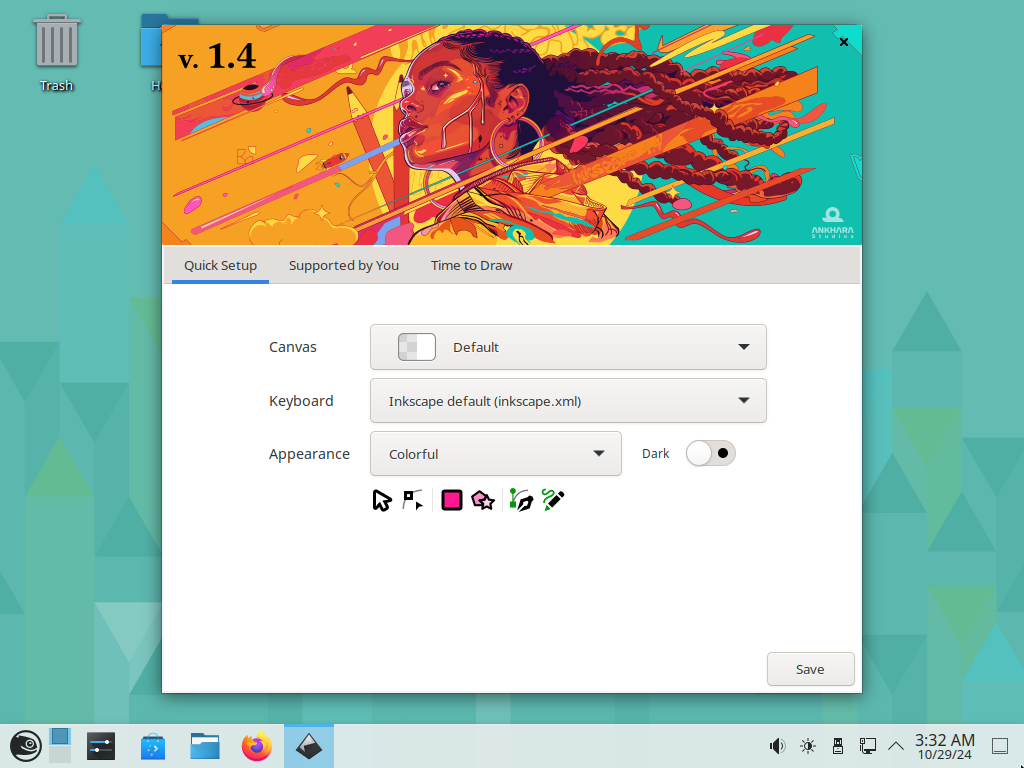 Trash
v. 1.4
ANKHARA
Studios
Quick Setup
Supported by You
Time to Draw
Canvas
Default
Keyboard
Inkscape default (inkscape.xml)
Appearance
Colorful
Dark
Save
3:32 AM
10/29/24